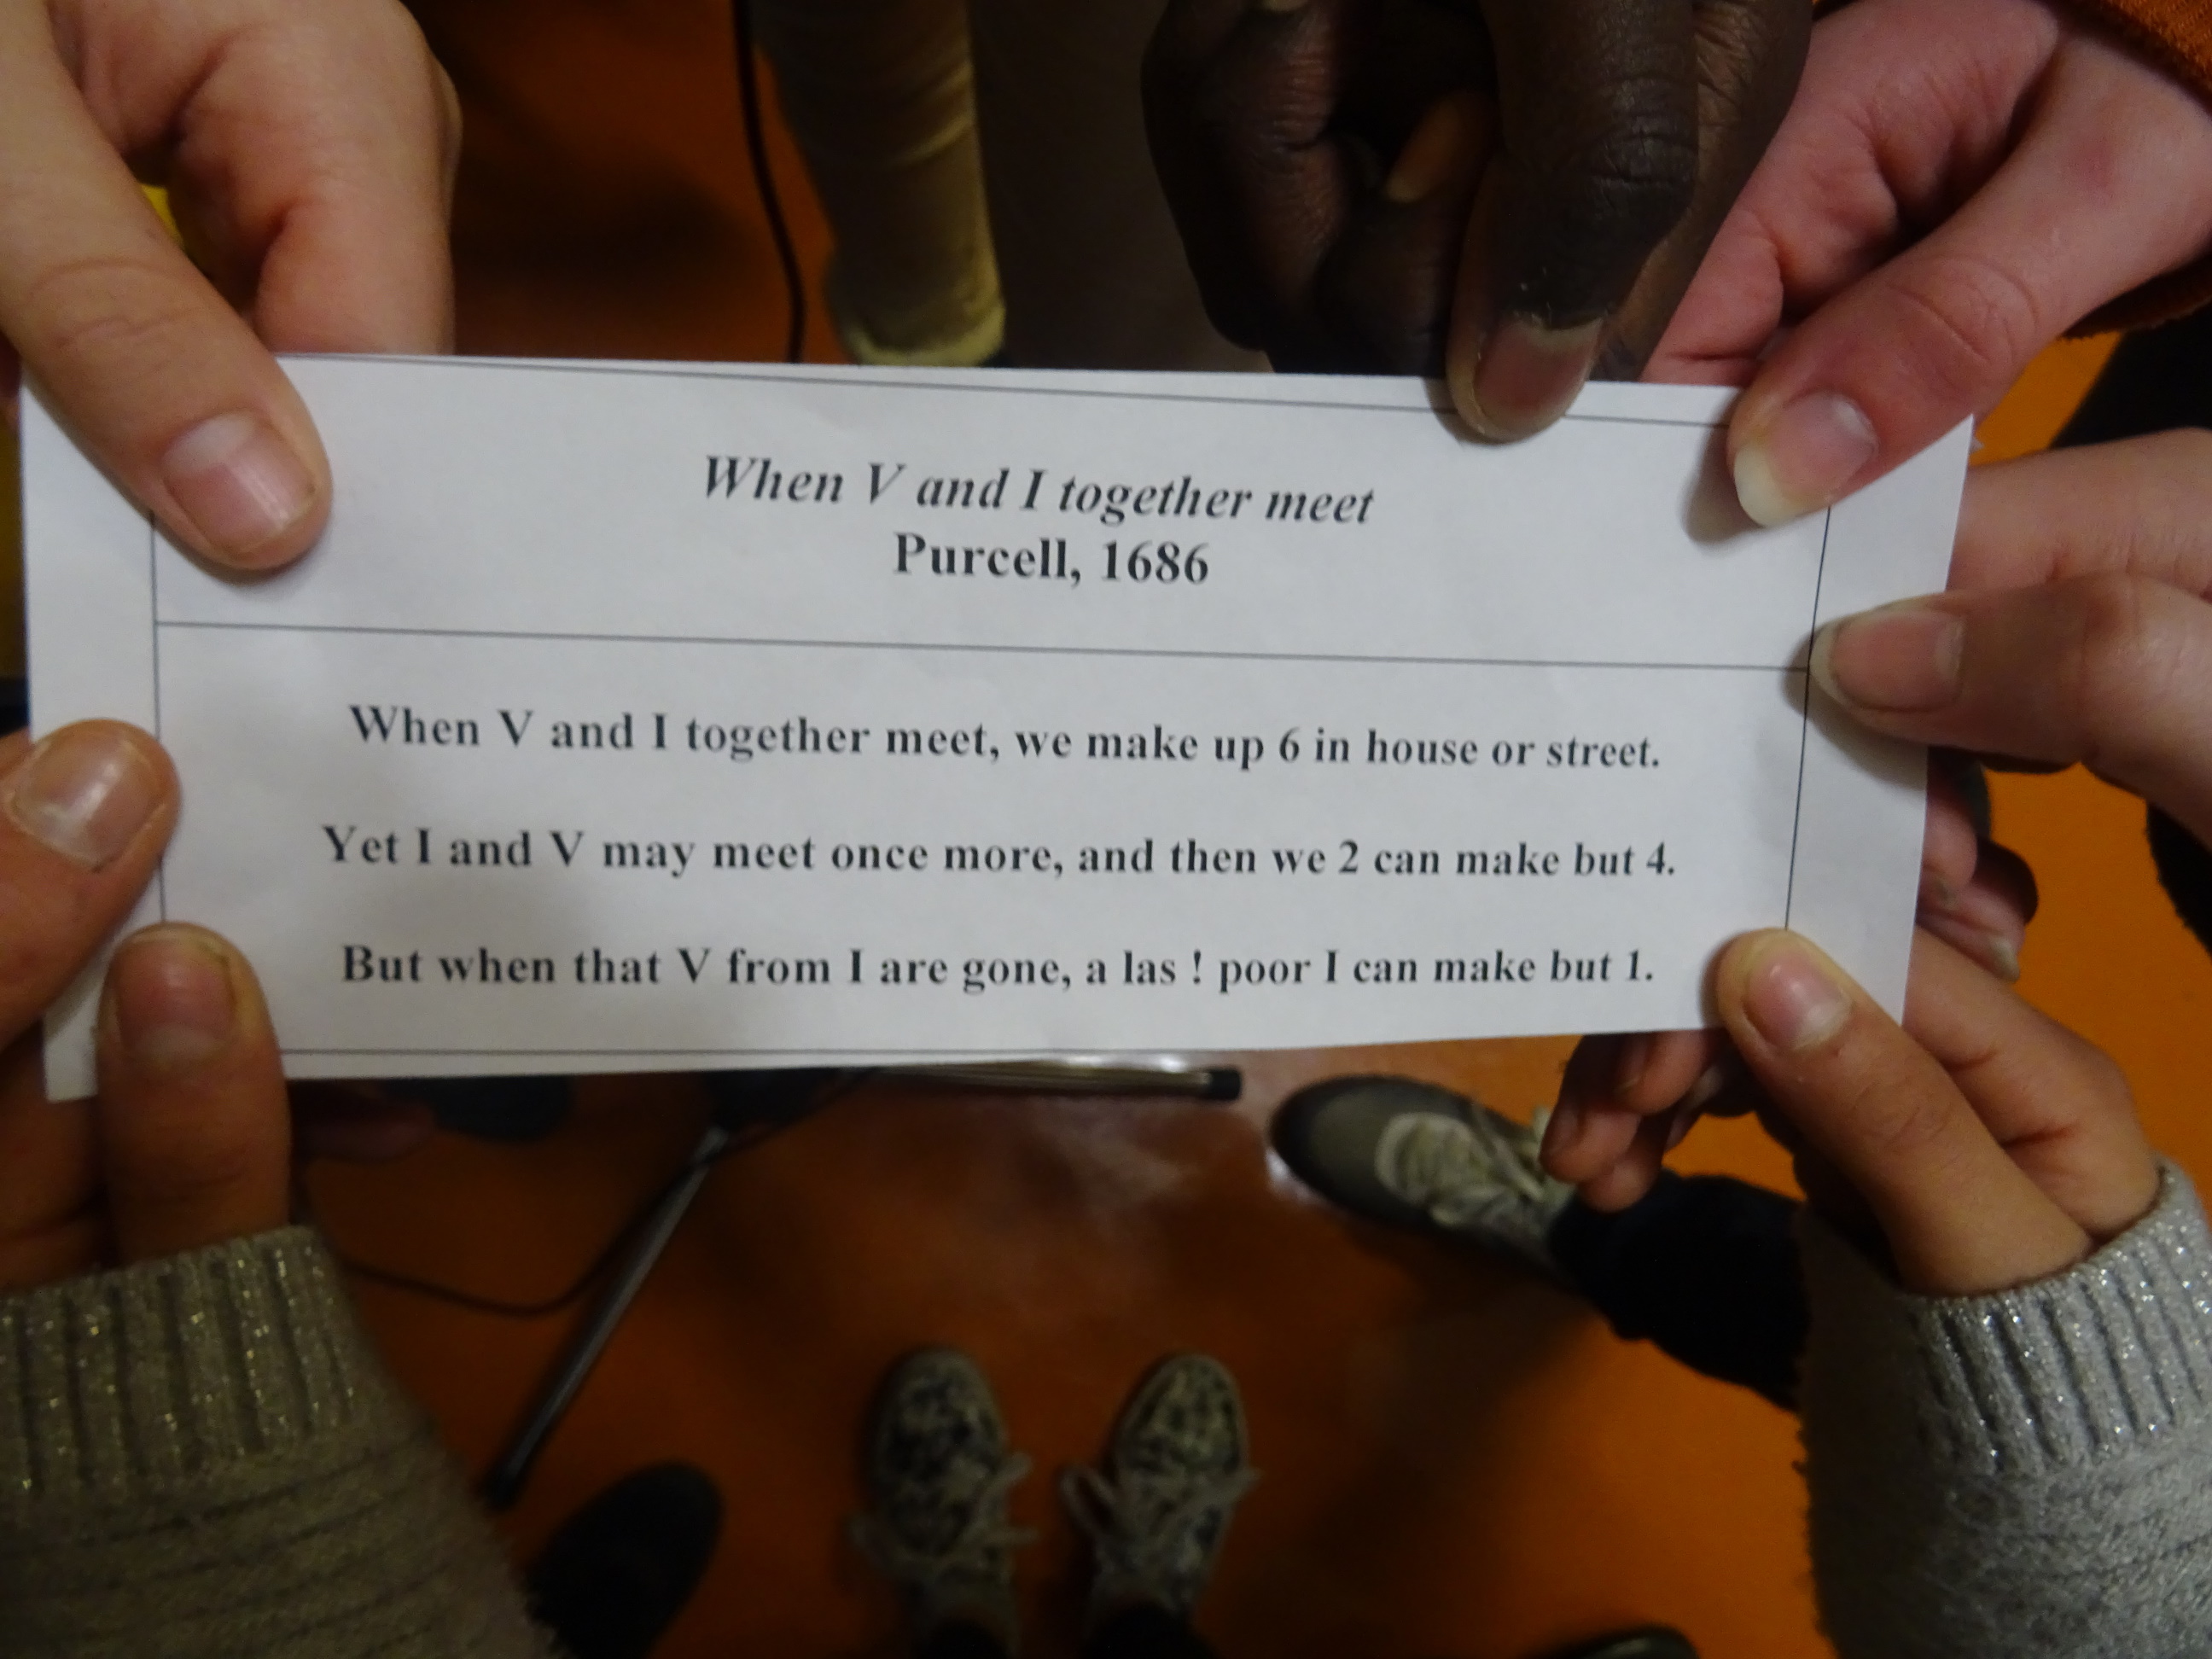 When V and I together meet
Purcell, 1686
When V and I together meet, we make up 6 in house or street.
Yet I and V may meet once more, and then we 2 can make but 4.
But when that V from I are gone, a las ! poor I can make but 1.